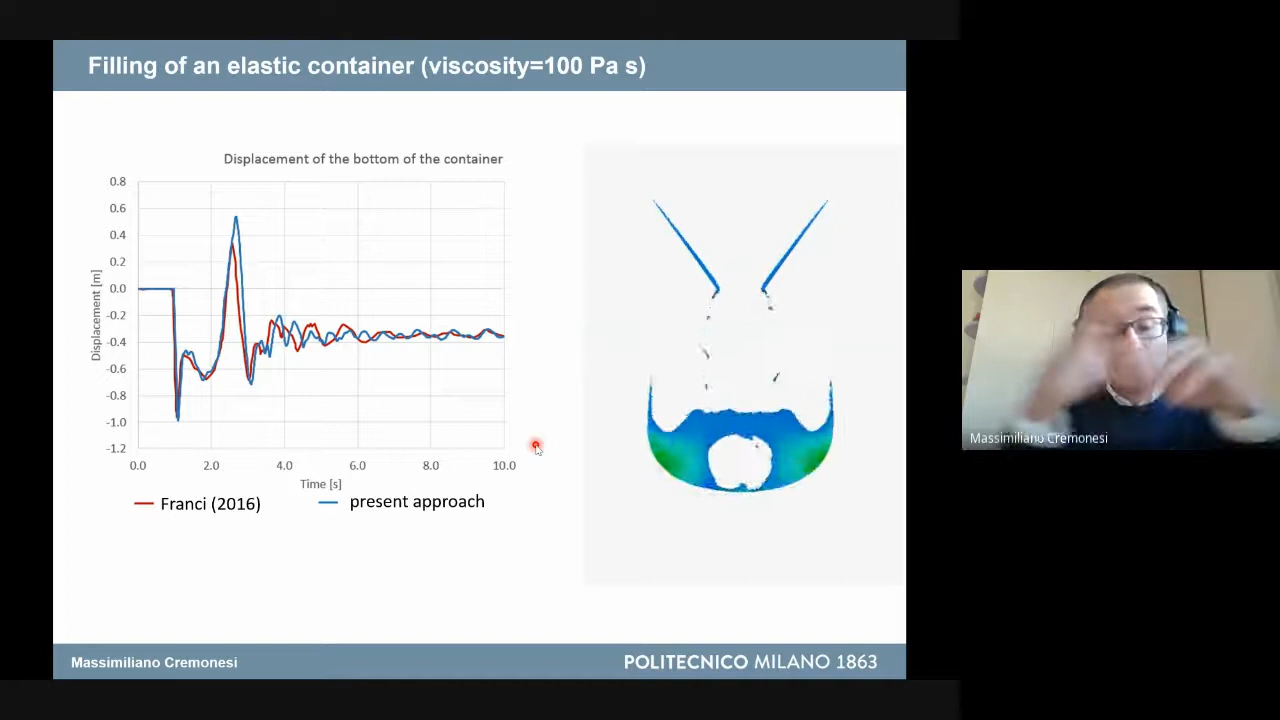 Filling of an elastic container (viscosity=100 Pa s)
Displacement of the bottom of the container
0.8
0.6
0.4
0.2
0.0
-0.2
-0.4
-0.6
-0.8
-1.0
-1.2
Displacement [m]
0.0 2.0 4.0 6.0 8.0 10.0
Time [s]
Franci (2016) present approach
Massimiliano Cremonesi
Massimiliano Cremonesi
POLITECNICO MILANO 1863